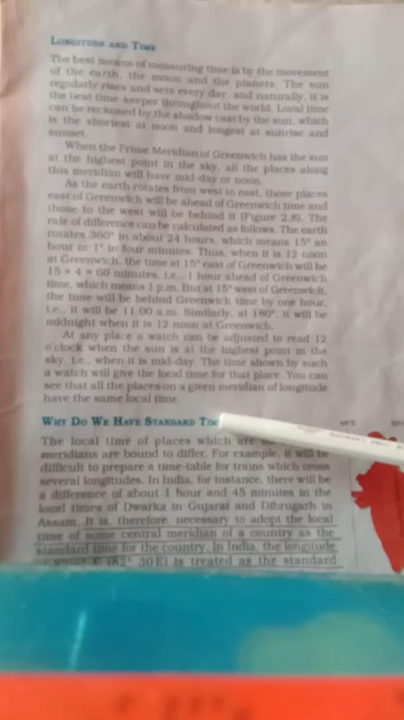 LONGITUDE AND TIME
The best means of measuring time is by the movement
of the earth, the moon and the planets. The sun
regularly rises and sets every day, and naturally, it is
the best time-keeper throughout the world. Local time
can be reckoned by the shadow cast by the sun, which
is the shortest at noon and longest at sunrise and
sunset.
When the Prime Meridian of Greenwich has the sun
at the highest point in the sky, all the places along
this meridian will have mid-day or noon.
As the earth rotates from west to east, those places
east of Greenwich will be ahead of Greenwich time and
those to the west will be behind it (Figure 2.8). The
rate of difference can be calculated as follows. The earth
rotates 360° in about 24 hours, which means 15° an
hour or 1° in four minutes. Thus, when it is 12 noon
at Greenwich, the time at 15° east of Greenwich will be
15 × 4 = 60 minutes, i.e., 1 hour ahead of Greenwich
time, which means 1 p.m. But at 15° west of Greenwich,
the time will be behind Greenwich time by one hour,
i.e., it will be 11.00 a.m. Similarly, at 180°, it will be
midnight when it is 12 noon at Greenwich.
At any place a watch can be adjusted to read 12
o'clock when the sun is at the highest point in the
sky, i.e., when it is mid-day. The time shown by such
a watch will give the local time for that place. You can
see that all the places on a given meridian of longitude
have the same local time.
WHY DO WE HAVE STANDARD
The local time of places which are
meridians are bound to differ. For example, it will be
difficult to prepare a time-table for trains which cross
several longitudes. In India, for instance, there will be
a difference of about 1 hour and 45 minutes in the
local times of Dwarka in Gujarat and Dibrugarh in
Assam. It is, therefore, necessary to adopt the local
time of some central meridian of a country as the
standard time for the country. In India, the longitude
(82° 30'E) is treated as the standard